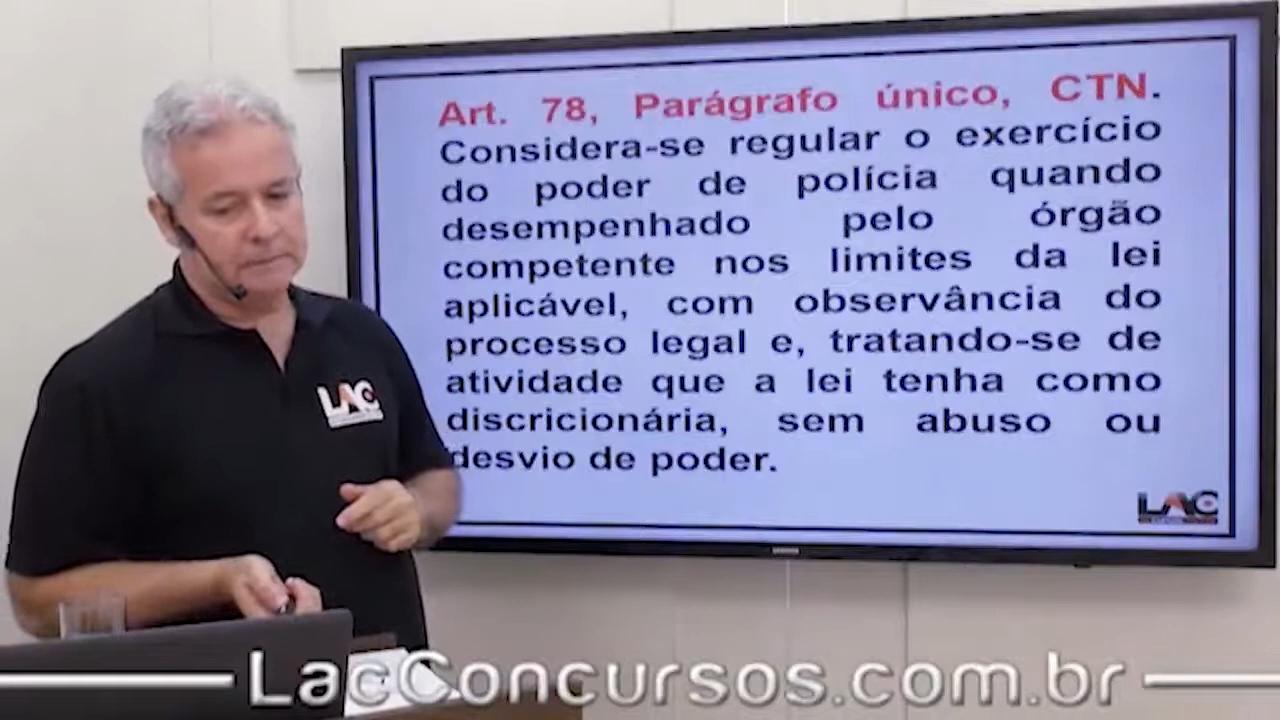 Art. 78, Parágrafo único, CTN.
Considera-se regular o exercício
do poder de polícia quando
desempenhado pelo órgão
competente nos limites da lei
aplicável, com observância do
processo legal e, tratando-se de
atividade que a lei tenha como
discricionária, sem abuso ou
desvio de poder.
LAC
LAC
LacConcursos.com.br